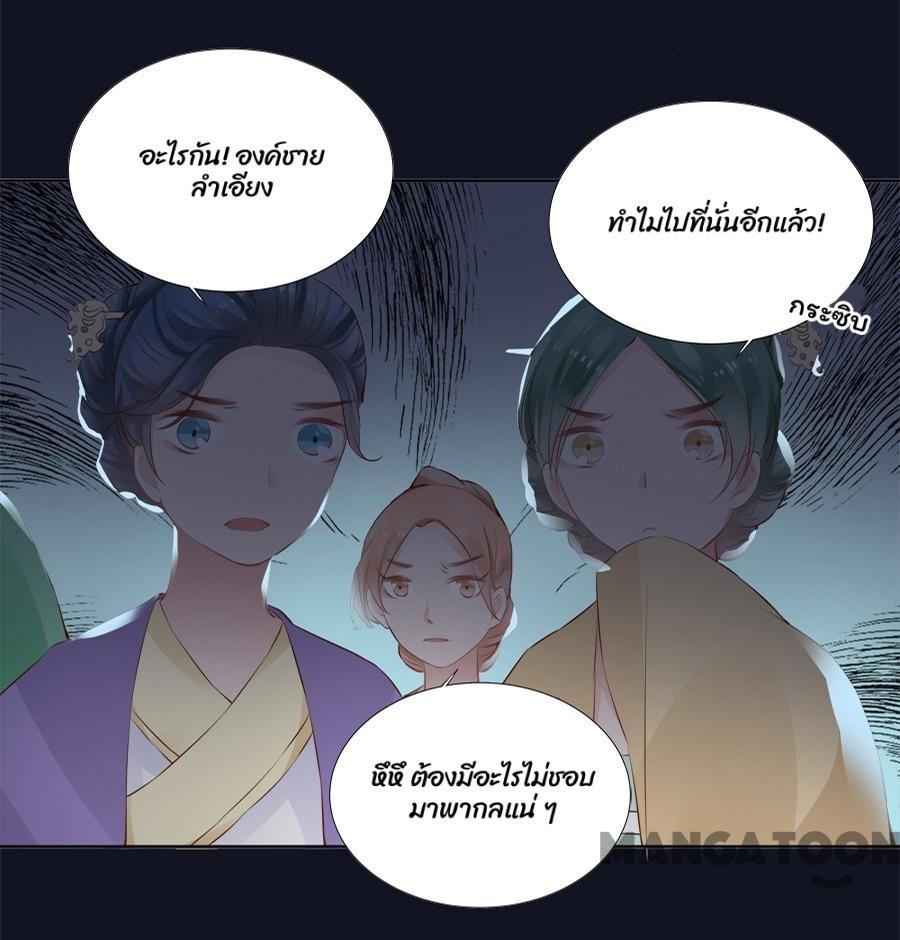 อะไรกัน! องค์ชาย
ลำเอียง
ทำไมไปที่นั่นอีกแล้ว!
กระซิบ
หึหึ ต้องมีอะไรไม่ชอบ
มาพากลแน่ ๆ
MANGATOON